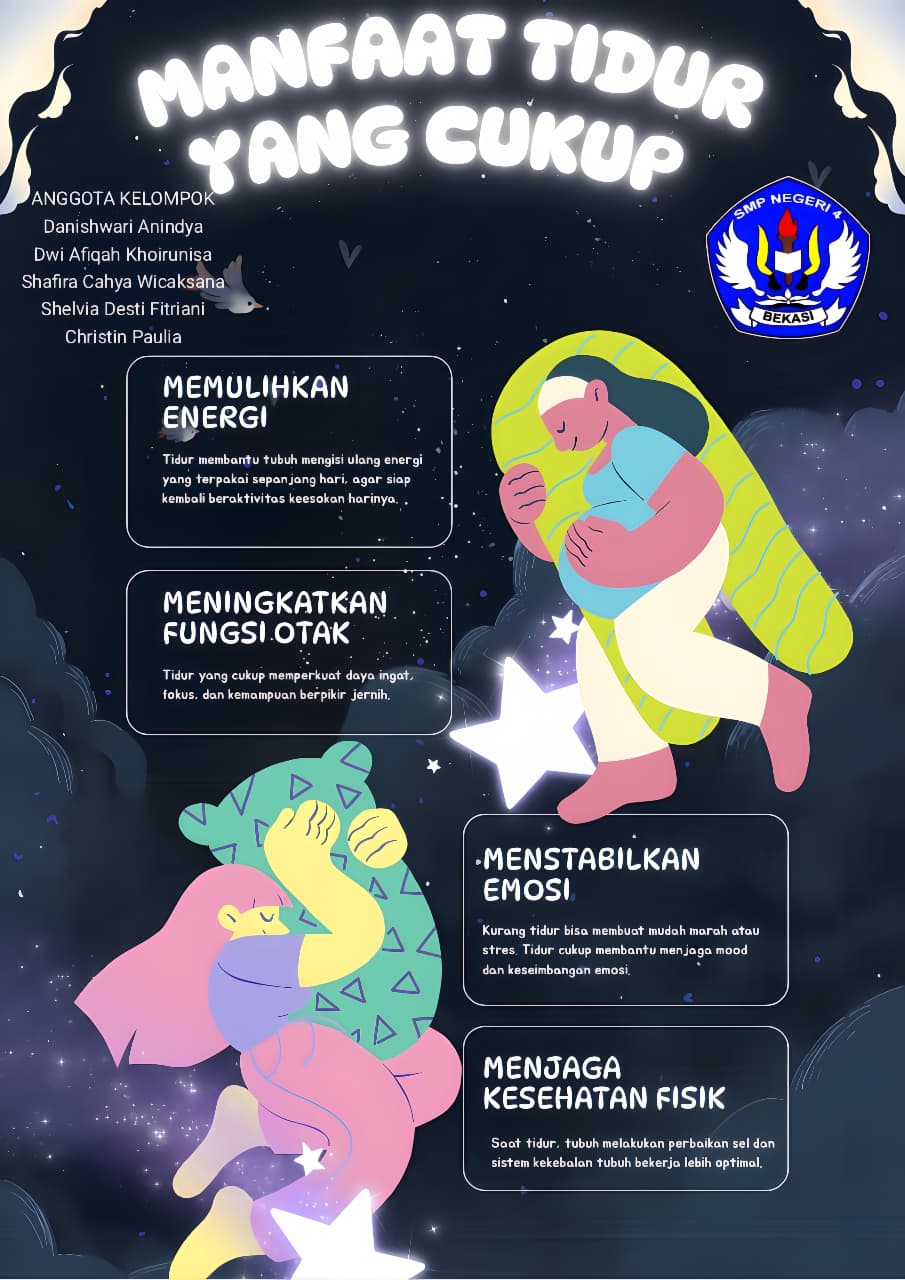 MANFAAT TIDUR
YANG CUKUP
ANGGOTA KELOMPOK
Danishwari Anindya
Dwi Afiqah Khoirunisa
Shafira Cahya Wicaksana
Shelvia Desti Fitriani
Christin Paulia
SMP NEGERI 4
BEKASI
MEMULIHKAN
ENERGI
Tidur membantu tubuh mengisi ulang energi
yang terpakai sepanjang hari, agar siap
kembali beraktivitas keesokan harinya.
MENINGKATKAN
FUNGSI OTAK
Tidur yang cukup memperkuat daya ingat,
fokus, dan kemampuan berpikir jernih.
MENSTABILKAN
EMOSI
Kurang tidur bisa membuat mudah marah atau
stres. Tidur cukup membantu menjaga mood
dan keseimbangan emosi.
MENJAGA
KESEHATAN FISIK
Saat tidur, tubuh melakukan perbaikan sel dan
sistem kekebalan tubuh bekerja lebih optimal.